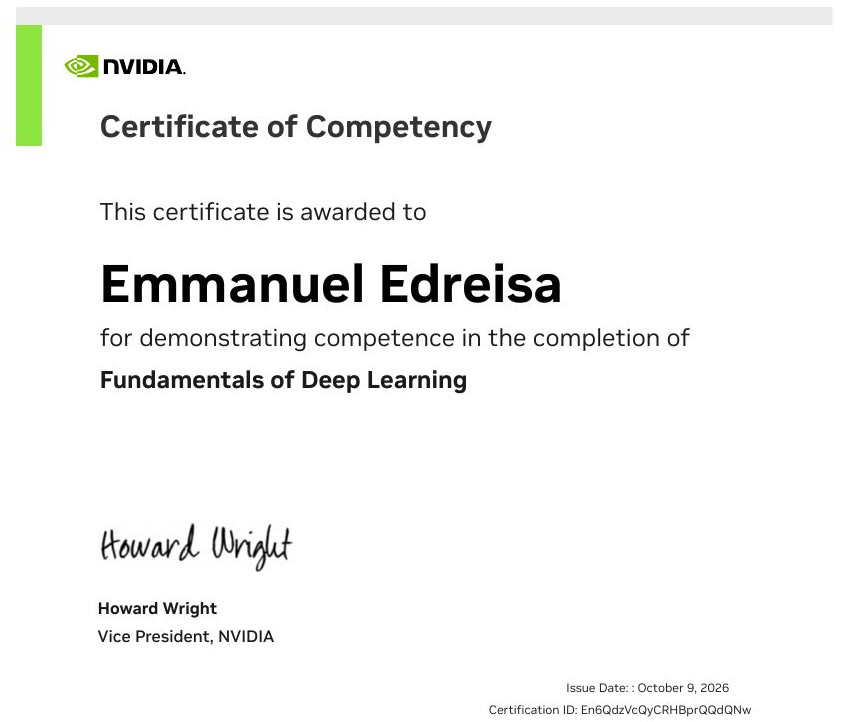 NVIDIA.
Certificate of Competency
This certificate is awarded to
Emmanuel Edreisa
for demonstrating competence in the completion of
Fundamentals of Deep Learning
Howard Wright
Howard Wright
Vice President, NVIDIA
Issue Date: : October 9, 2026
Certification ID: En6QdzVcQyCRHBprQQdQNw